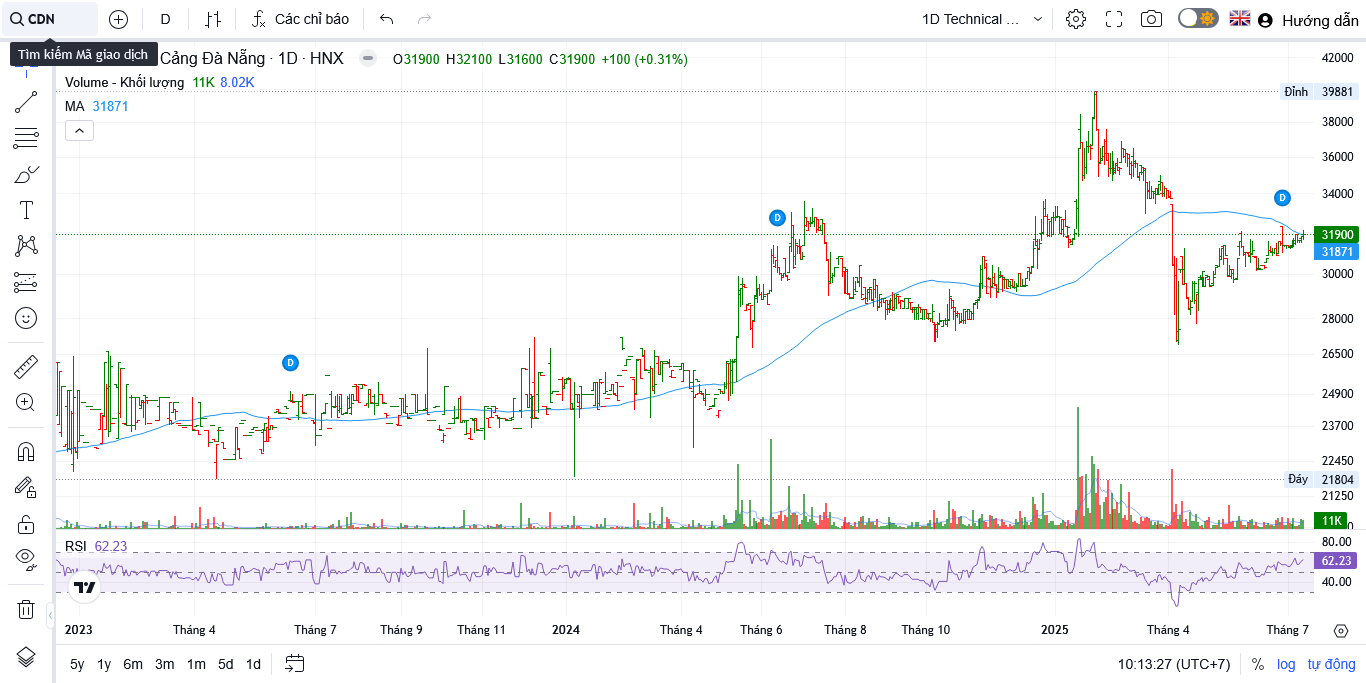 CDN
D
Các chỉ báo
1D Technical ...
Hướng dẫn
Tìm kiếm Mã giao dịch
Cảng Đà Nẵng · 1D · HNX
O31900 H32100 L31600 C31900 +100 (+0.31%)
Volume - Khối lượng 11K 8.02K
MA 31871
42000
Đỉnh 39881
38000
36000
34000
D
D
31900
31871
30000
28000
26500
D
24900
23700
22450
Đáy 21804
21250
11K
0
RSI 62.23
80.00
62.23
40.00
2023 Tháng 4 Tháng 7 Tháng 9 Tháng 11 2024 Tháng 4 Tháng 6 Tháng 8 Tháng 10 2025 Tháng 4 Tháng 7
5y 1y 6m 3m 1m 5d 1d
10:13:27 (UTC+7) % log tự động